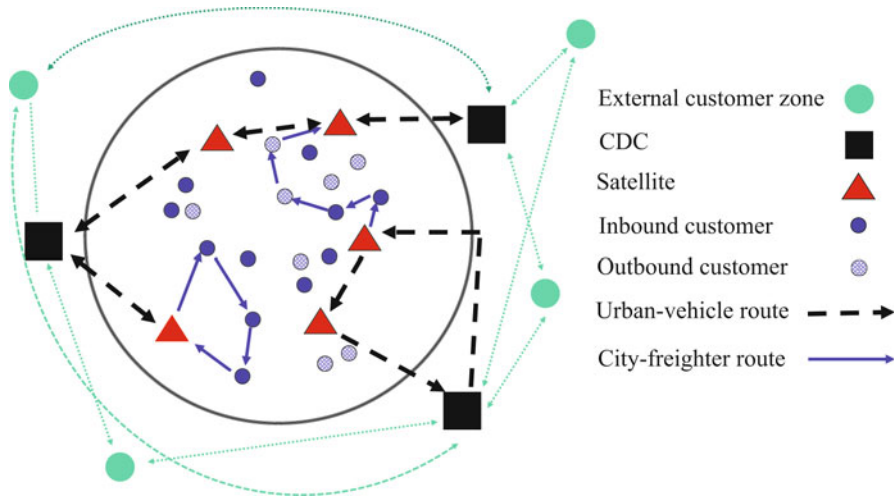 External customer zone
CDC
Satellite
Inbound customer
Outbound customer
Urban-vehicle route
City-freighter route